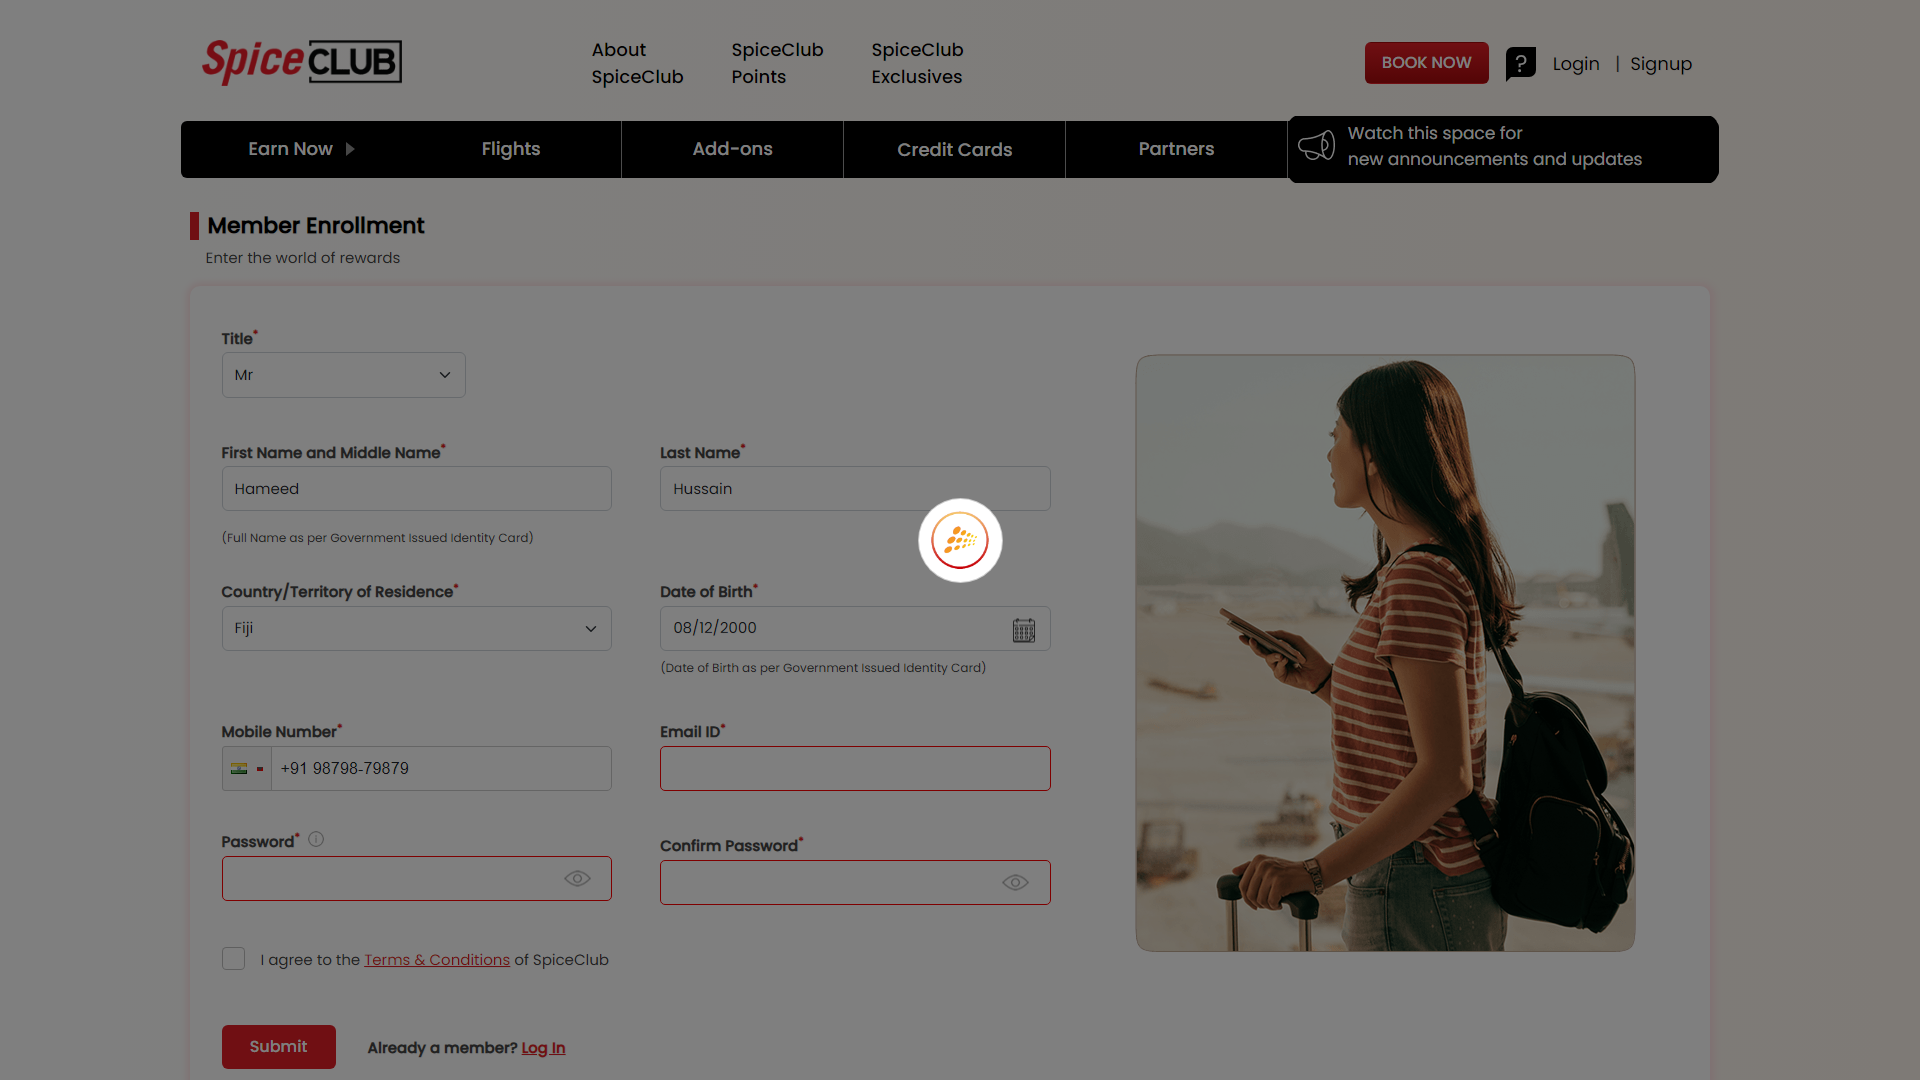 Spice CLUB
About
SpiceClub
SpiceClub
Points
SpiceClub
Exclusives
BOOK NOW
?
Login | Signup
Earn Now
Flights
Add-ons
Credit Cards
Partners
Watch this space for
new announcements and updates
Member Enrollment
Enter the world of rewards
Title*
Mr
First Name and Middle Name*
Last Name*
Hameed
Hussain
(Full Name as per Government Issued Identity Card)
Country/Territory of Residence*
Date of Birth*
Fiji
08/12/2000
(Date of Birth as per Government Issued Identity Card)
Mobile Number*
Email ID*
+91 98798-79879
Password*
Confirm Password*
I agree to the Terms & Conditions of SpiceClub
Submit
Already a member? Log In